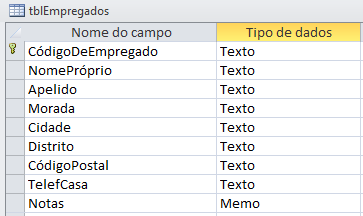 tblEmpregados
Nome do campo Tipo de dados
CódigoDeEmpregado Texto
NomePróprio Texto
Apelido Texto
Morada Texto
Cidade Texto
Distrito Texto
CódigoPostal Texto
TelefCasa Texto
Notas Memo